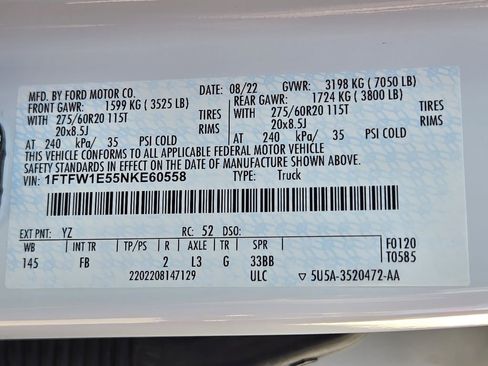 MFD. BY FORD MOTOR CO. DATE: 08/22 GVWR: 3198 KG ( 7050 LB)
FRONT GAWR: 1599 KG ( 3525 LB) REAR GAWR: 1724 KG ( 3800 LB)
WITH 275/60R20 115T TIRES WITH 275/60R20 115T TIRES
20x8.5J RIMS 20x8.5J RIMS
AT 240 kPa/ 35 PSI COLD AT 240 kPa/ 35 PSI COLD
THIS VEHICLE CONFORMS TO ALL APPLICABLE FEDERAL MOTOR VEHICLE
SAFETY STANDARDS IN EFFECT ON THE DATE OF MANUFACTURE SHOWN ABOVE.
VIN: 1FTFW1E55NKE60558 TYPE: Truck
EXT PNT: YZ RC: 52 DSO:
WB INT TR TP/PS R AXLE TR SPR F0120
145 FB 2 L3 G 33BB T0585
2202208147129 ULC ▽ 5U5A-3520472-AA